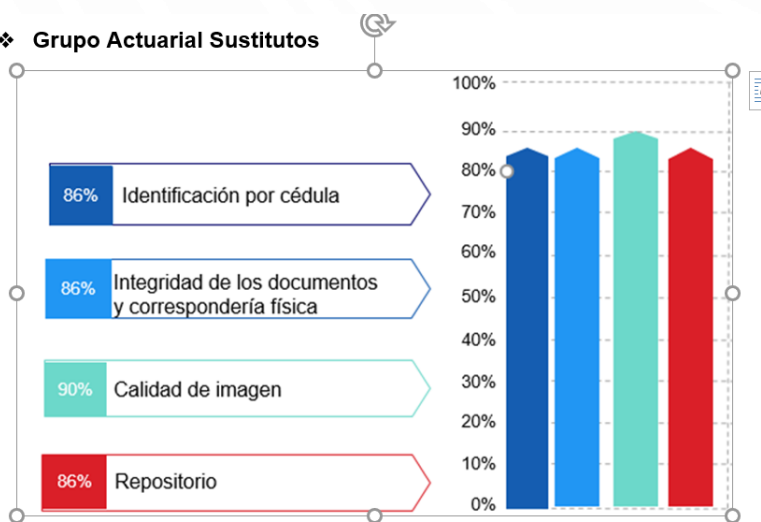 ❖ Grupo Actuarial Sustitutos
86% Identificación por cédula
86% Integridad de los documentos
y correspondería física
90% Calidad de imagen
86% Repositorio
100%
90%
80%
70%
60%
50%
40%
30%
20%
10%
0%